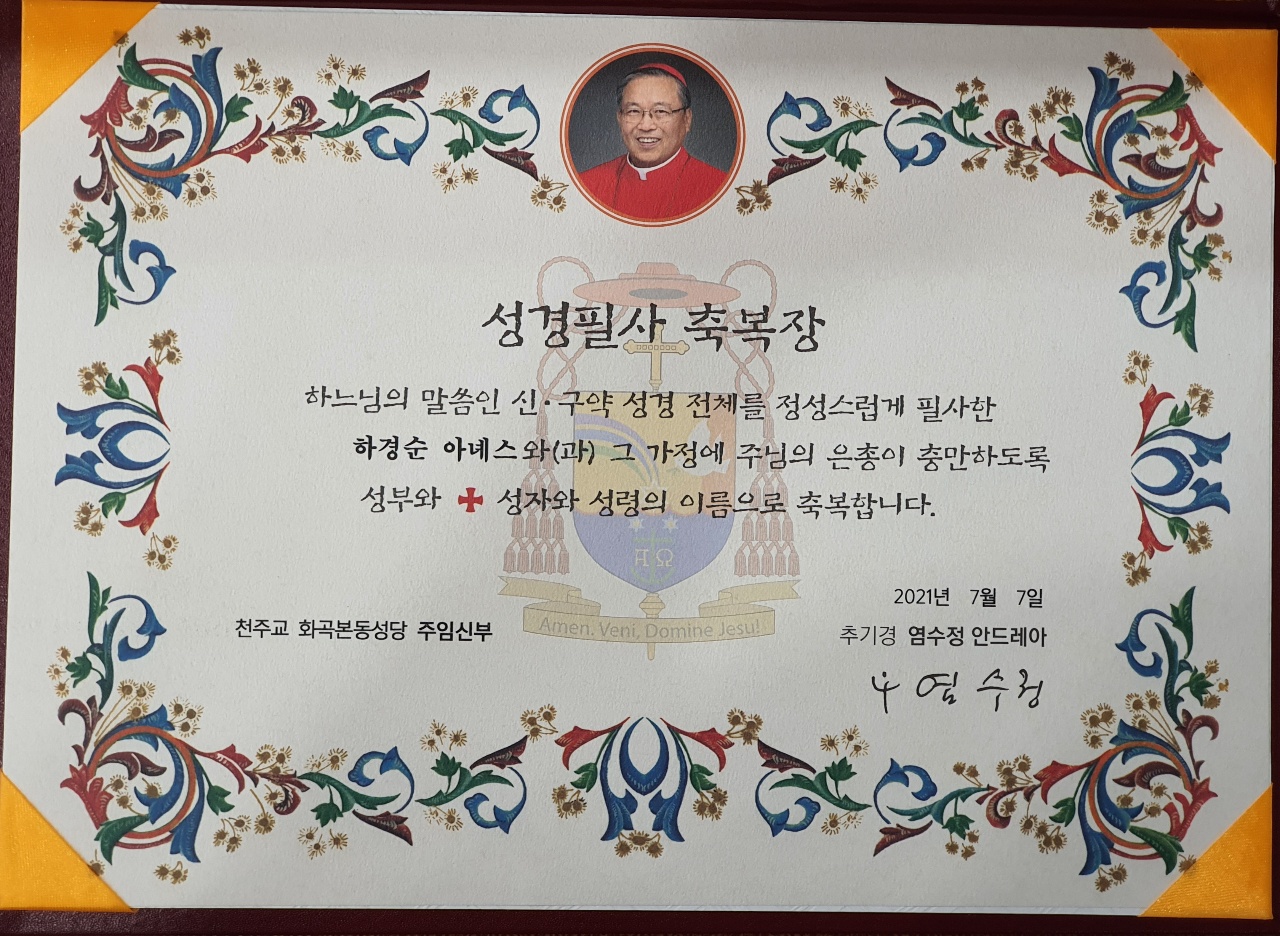 성경필사 축복장
하느님의 말씀인 신·구약 성경 전체를 정성스럽게 필사한
하경순 아녜스와(과) 그 가정에 주님의 은총이 충만하도록
성부와 ✠ 성자와 성령의 이름으로 축복합니다.
2021년 7월 7일
천주교 화곡본동성당 주임신부
추기경 염수정 안드레아
염수정
Amen. Veni, Domine Jesu!
Ω